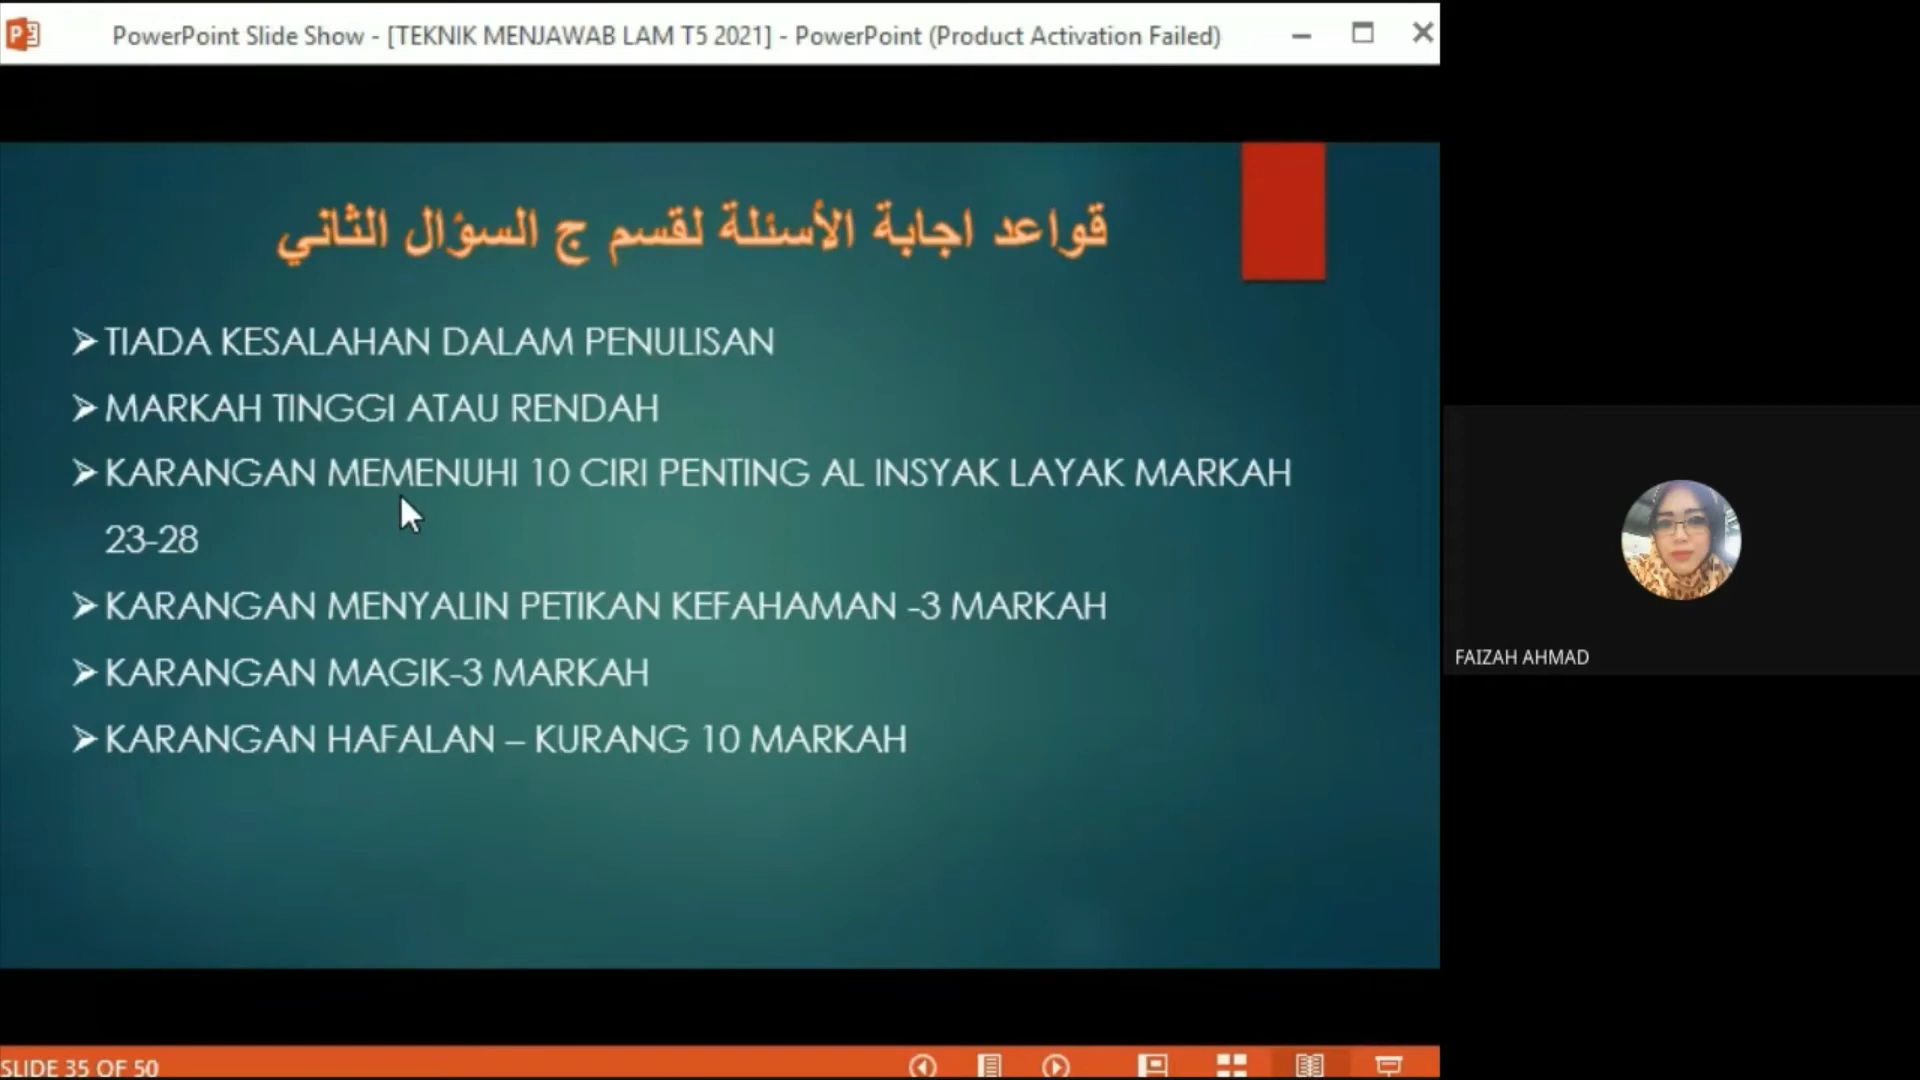 PowerPoint Slide Show - [TEKNIK MENJAWAB LAM T5 2021] - PowerPoint (Product Activation Failed)
قواعد اجابة الأسئلة لقسم ج السؤال الثاني
➢TIADA KESALAHAN DALAM PENULISAN
➢MARKAH TINGGI ATAU RENDAH
➢KARANGAN MEMENUHI 10 CIRI PENTING AL INSYAK LAYAK MARKAH
23-28
➢KARANGAN MENYALIN PETIKAN KEFAHAMAN -3 MARKAH
➢KARANGAN MAGIK-3 MARKAH
➢KARANGAN HAFALAN – KURANG 10 MARKAH
FAIZAH AHMAD
SLIDE 35 OF 50